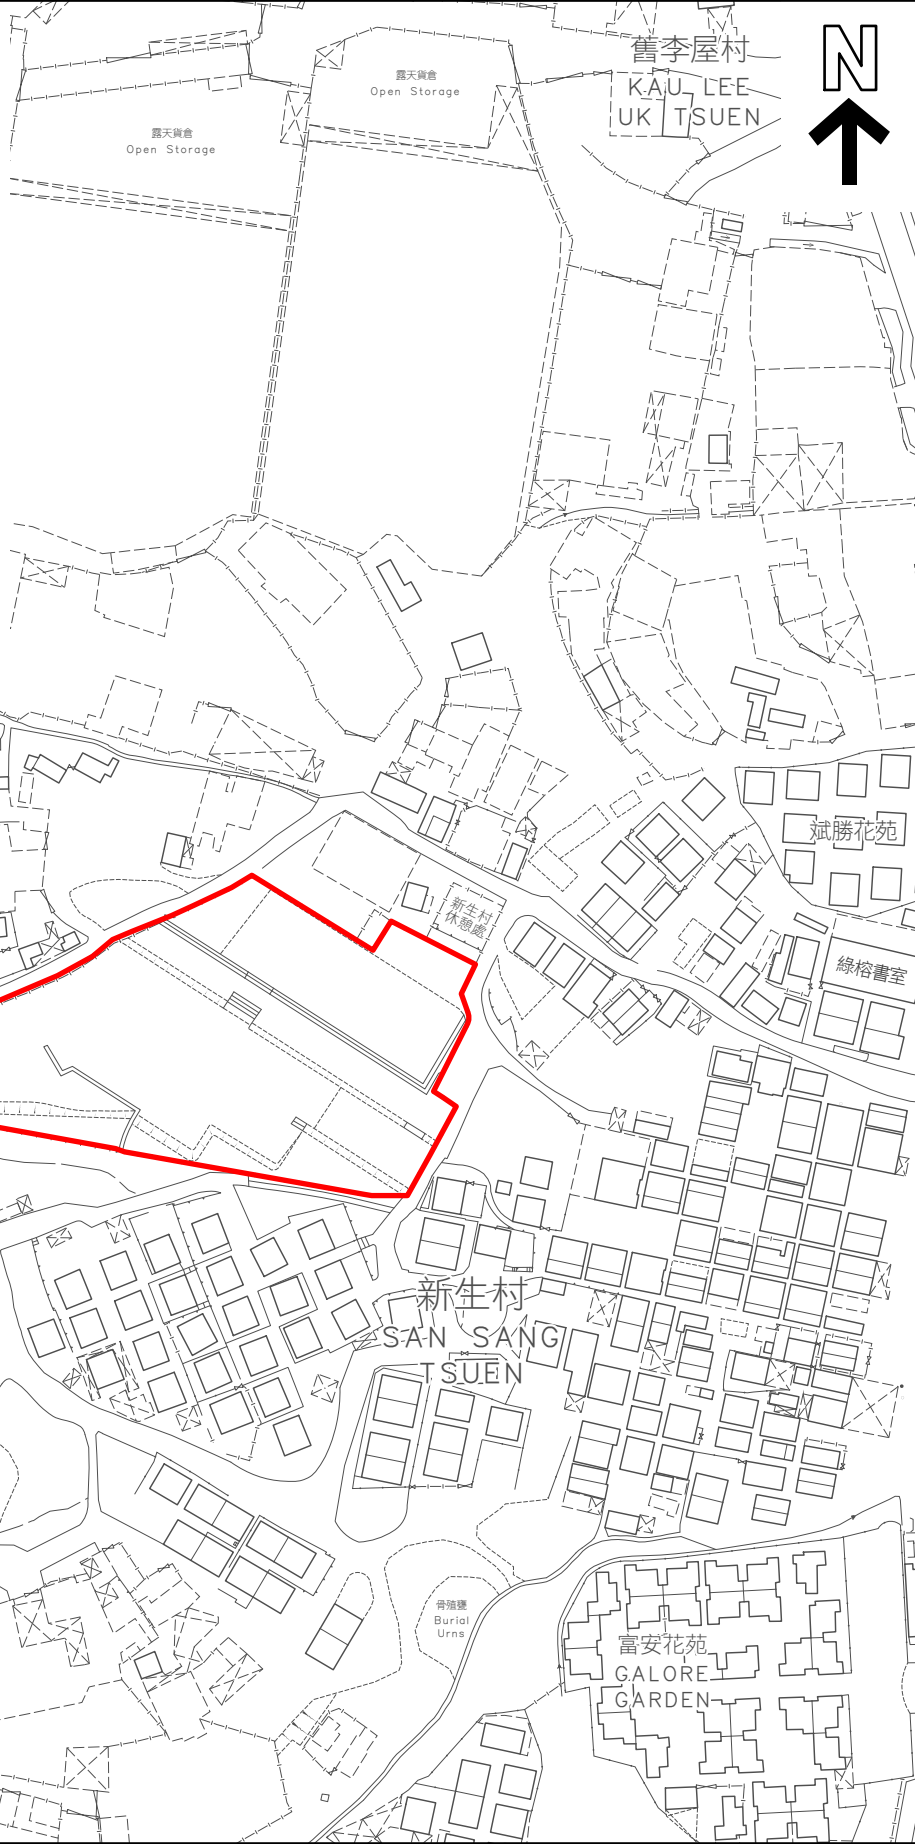 舊李屋村
KAU LEE
UK TSUEN
N
露天貨倉
Open Storage
露天貨倉
Open Storage
斌勝花苑
新生村
休憩處
綠榕書室
新生村
SAN SANG
TSUEN
骨殖甕
Burial
Urns
富安花苑
GALORE
GARDEN